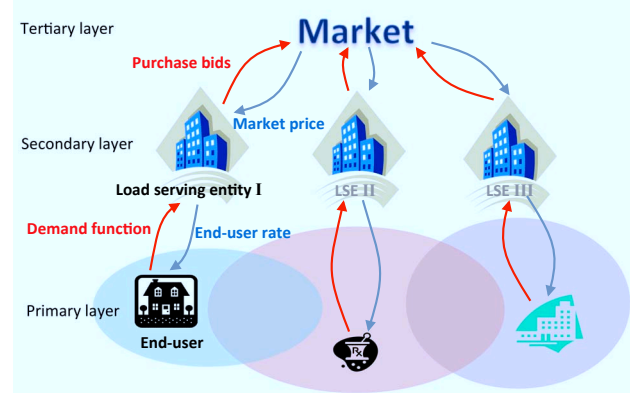 Tertiary layer
Market
Purchase bids
Market price
Secondary layer
Load serving entity I
LSE II
LSE III
Demand function
End-user rate
Primary layer
Rx
End-user